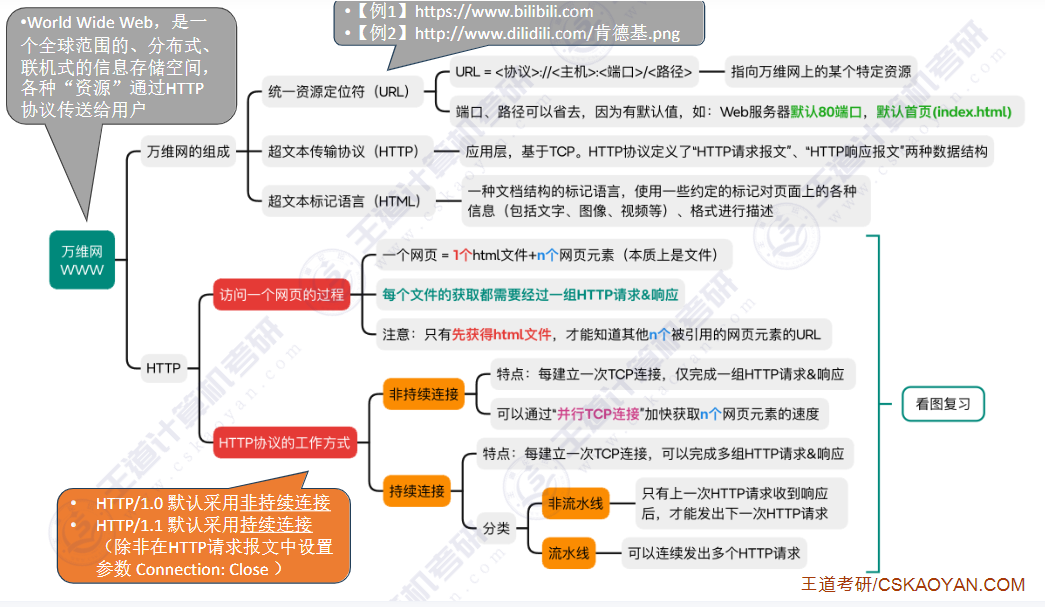 •World Wide Web，是一
个全球范围的、分布式、
联机式的信息存储空间，
各种“资源”通过HTTP
协议传送给用户
•【例1】https://www.bilibili.com
•【例2】http://www.dilidili.com/肯德基.png
万维网
WWW
万维网的组成
统一资源定位符（URL）
URL = <协议>://<主机>:<端口>/<路径>
指向万维网上的某个特定资源
端口、路径可以省去，因为有默认值，如：Web服务器默认80端口，默认首页(index.html)
超文本传输协议（HTTP）
应用层，基于TCP。HTTP协议定义了“HTTP请求报文”、“HTTP响应报文”两种数据结构
超文本标记语言（HTML）
一种文档结构的标记语言，使用一些约定的标记对页面上的各种
信息（包括文字、图像、视频等）、格式进行描述
HTTP
访问一个网页的过程
一个网页 = 1个html文件+n个网页元素（本质上是文件）
每个文件的获取都需要经过一组HTTP请求&响应
注意：只有先获得html文件，才能知道其他n个被引用的网页元素的URL
HTTP协议的工作方式
非持续连接
特点：每建立一次TCP连接，仅完成一组HTTP请求&响应
可以通过“并行TCP连接”加快获取n个网页元素的速度
持续连接
特点：每建立一次TCP连接，可以完成多组HTTP请求&响应
分类
非流水线
只有上一次HTTP请求收到响应
后，才能发出下一次HTTP请求
流水线
可以连续发出多个HTTP请求
看图复习
• HTTP/1.0 默认采用非持续连接
• HTTP/1.1 默认采用持续连接
（除非在HTTP请求报文中设置
参数 Connection: Close ）
王道考研/CSKAOYAN.COM
王道计算机考研
www.cskaoyan.com